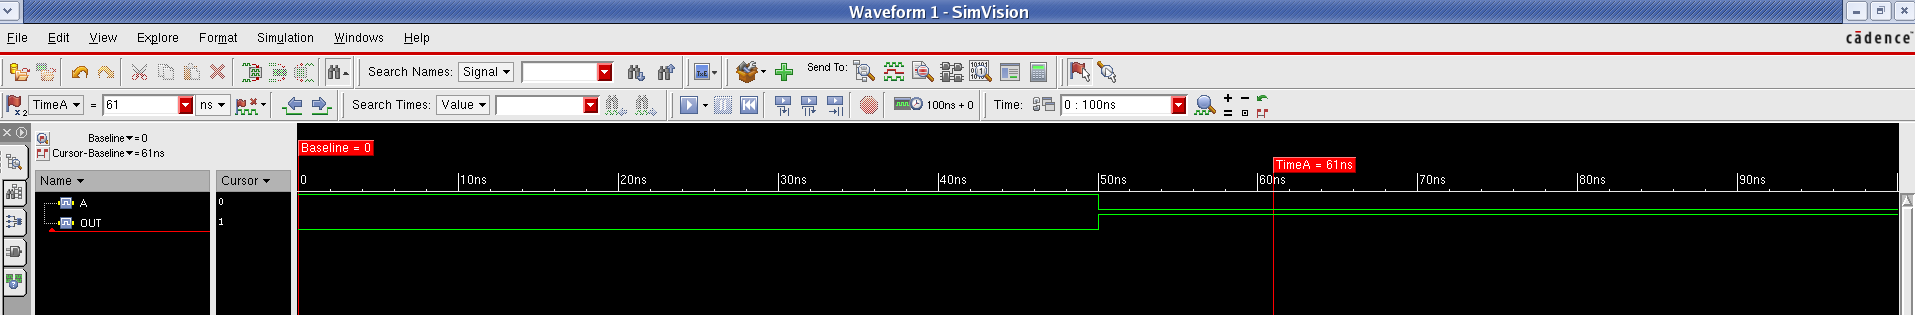 Waveform 1 - SimVision
File Edit View Explore Format Simulation Windows Help
cādence
Search Names: Signal Send To:
TimeA = 61 ns Search Times: Value 100ns + 0 Time: 0 : 100ns
Baseline = 0
Cursor-Baseline = 61ns
Baseline = 0
TimeA = 61ns
Name Cursor 0 10ns 20ns 30ns 40ns 50ns 60ns 70ns 80ns 90ns
A 0
OUT 1